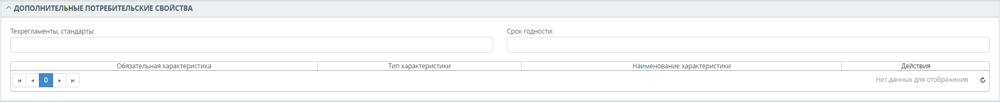 ДОПОЛНИТЕЛЬНЫЕ ПОТРЕБИТЕЛЬСКИЕ СВОЙСТВА
Техрегламенты, стандарты: Срок годности:
Обязательная характеристика Тип характеристики Наименование характеристики Действия
0 Нет данных для отображения